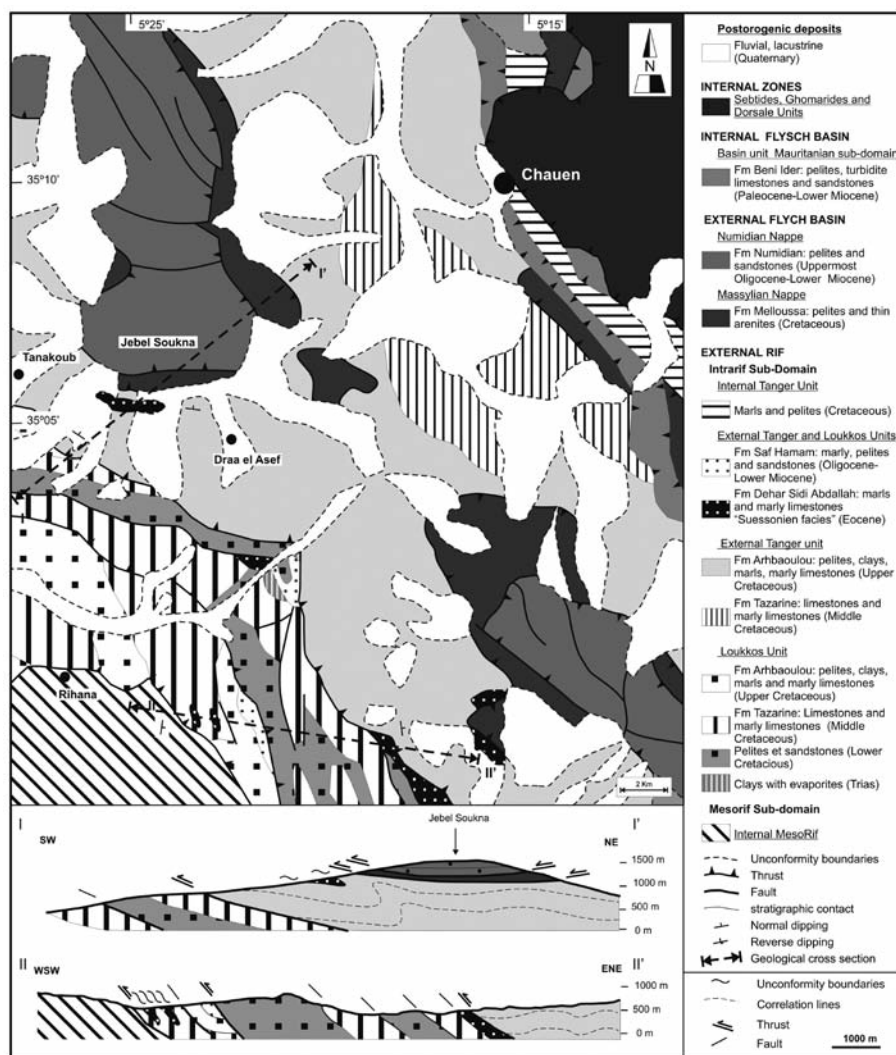 5º25'
5º15'
N
35º10'
Chauen
I'
Jebel Soukna
Tanakoub
35º05'
Draa el Asef
I
Rihana
II
II'
2 Km
Postorogenic deposits
Fluvial, lacustrine
(Quaternary)
INTERNAL ZONES
Sebtides, Ghomarides and
Dorsale Units
INTERNAL FLYSCH BASIN
Basin unit Mauritanian sub-domain
Fm Beni Ider: pelites, turbidite
limestones and sandstones
(Paleocene-Lower Miocene)
EXTERNAL FLYCH BASIN
Numidian Nappe
Fm Numidian: pelites and
sandstones (Uppermost
Oligocene-Lower Miocene)
Massylian Nappe
Fm Melloussa: pelites and thin
arenites (Cretaceous)
EXTERNAL RIF
Intrarif Sub-Domain
Internal Tanger Unit
Marls and pelites (Cretaceous)
External Tanger and Loukkos Units
Fm Saf Hamam: marly, pelites
and sandstones (Oligocene-
Lower Miocene)
Fm Dehar Sidi Abdallah: marls
and marly limestones
"Suessonien facies" (Eocene)
External Tanger unit
Fm Arhbaoulou: pelites, clays,
marls, marly limestones (Upper
Cretaceous)
Fm Tazarine: limestones and
marly limestones (Middle
Cretaceous)
Loukkos Unit
Fm Arhbaoulou: pelites, clays,
marls and marly limestones
(Upper Cretaceous)
Fm Tazarine: Limestones and
marly limestones (Middle
Cretaceous)
Pelites et sandstones (Lower
Cretacious)
Clays with evaporites (Trias)
Mesorif Sub-domain
Internal MesoRif
Unconformity boundaries
Thrust
Fault
stratigraphic contact
Normal dipping
Reverse dipping
Geological cross section
I
SW
Jebel Soukna
I'
NE
1500 m
1000 m
500 m
0 m
II
WSW
ENE
II'
1000 m
500 m
0 m
Unconformity boundaries
Correlation lines
Thrust
Fault
1000 m